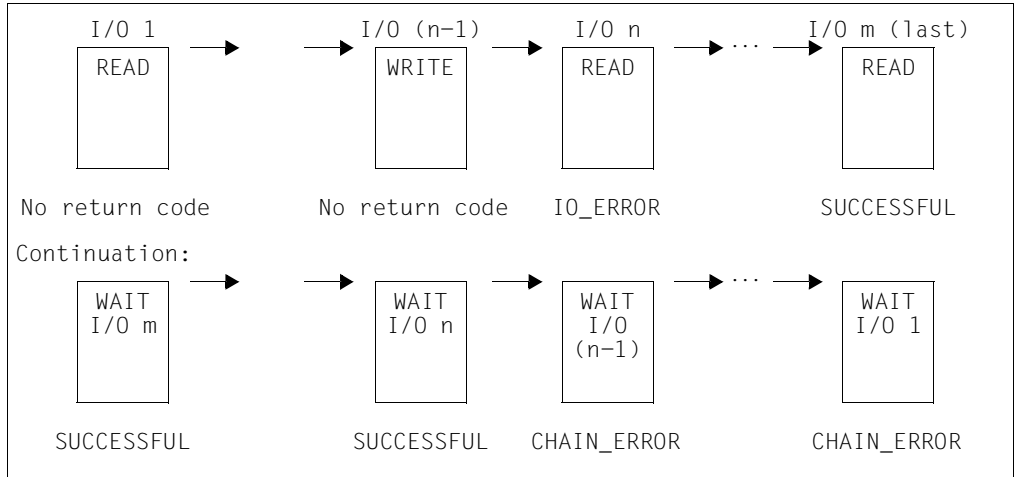 I/O 1 I/O (n–1) I/O n ... I/O m (last)
READ WRITE READ READ
No return code No return code IO_ERROR SUCCESSFUL
Continuation:
...
WAIT WAIT WAIT WAIT
I/O m I/O n I/O I/O 1
(n–1)
SUCCESSFUL SUCCESSFUL CHAIN_ERROR CHAIN_ERROR